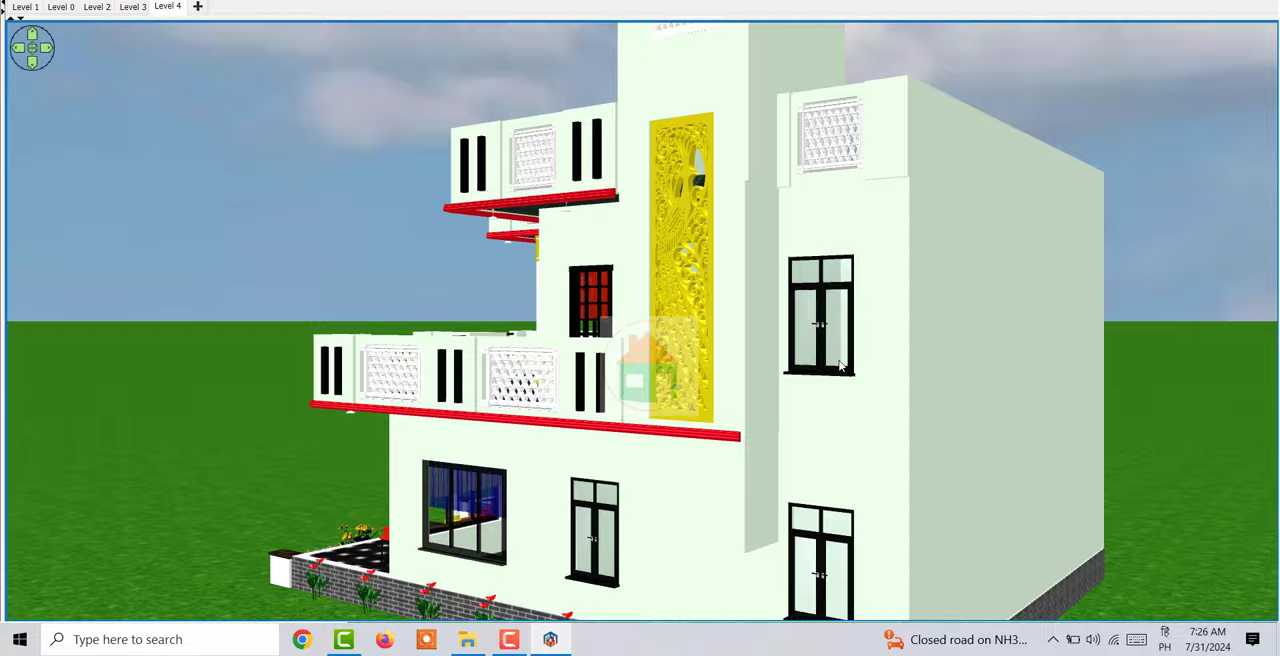 Level 1 Level 0 Level 2 Level 3 Level 4 +
Type here to search
Closed road on NH3...
PH
7:26 AM
7/31/2024